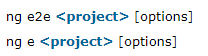 ng e2e <project> [options]
ng e <project> [options]